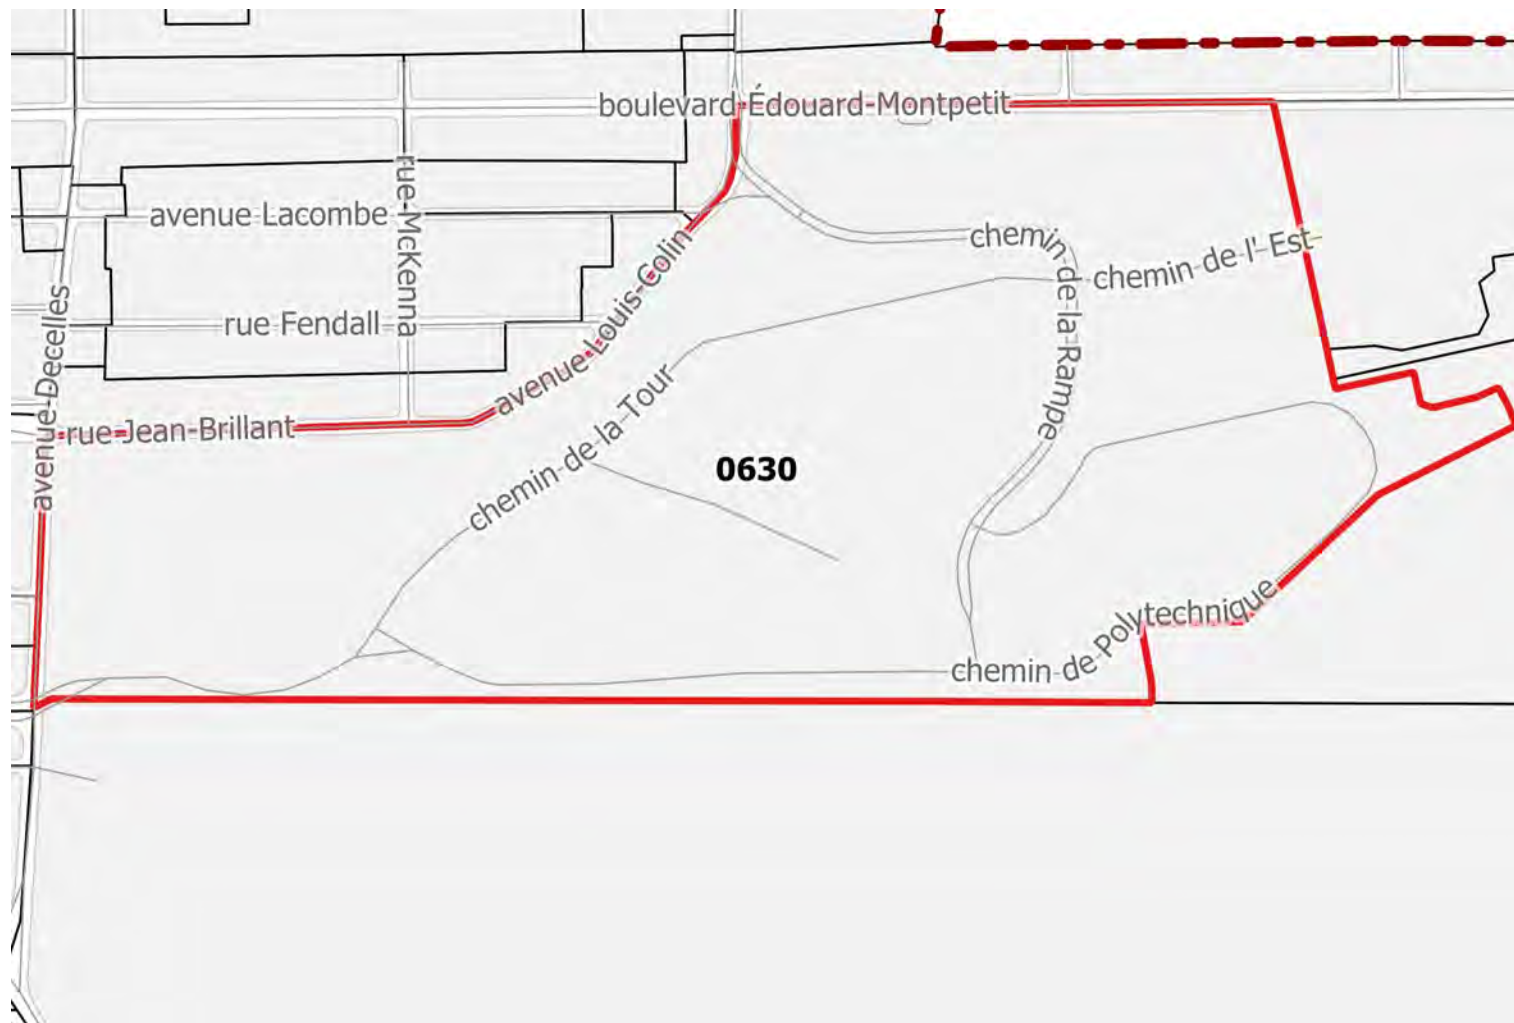 boulevard Édouard-Montpetit
rue McKenna
avenue Lacombe
chemin de la Rampe
chemin de l'Est
avenue Louis-Colin
avenue Decelles
rue Fendall
chemin de la Tour
rue Jean-Brillant
0630
chemin de Polytechnique